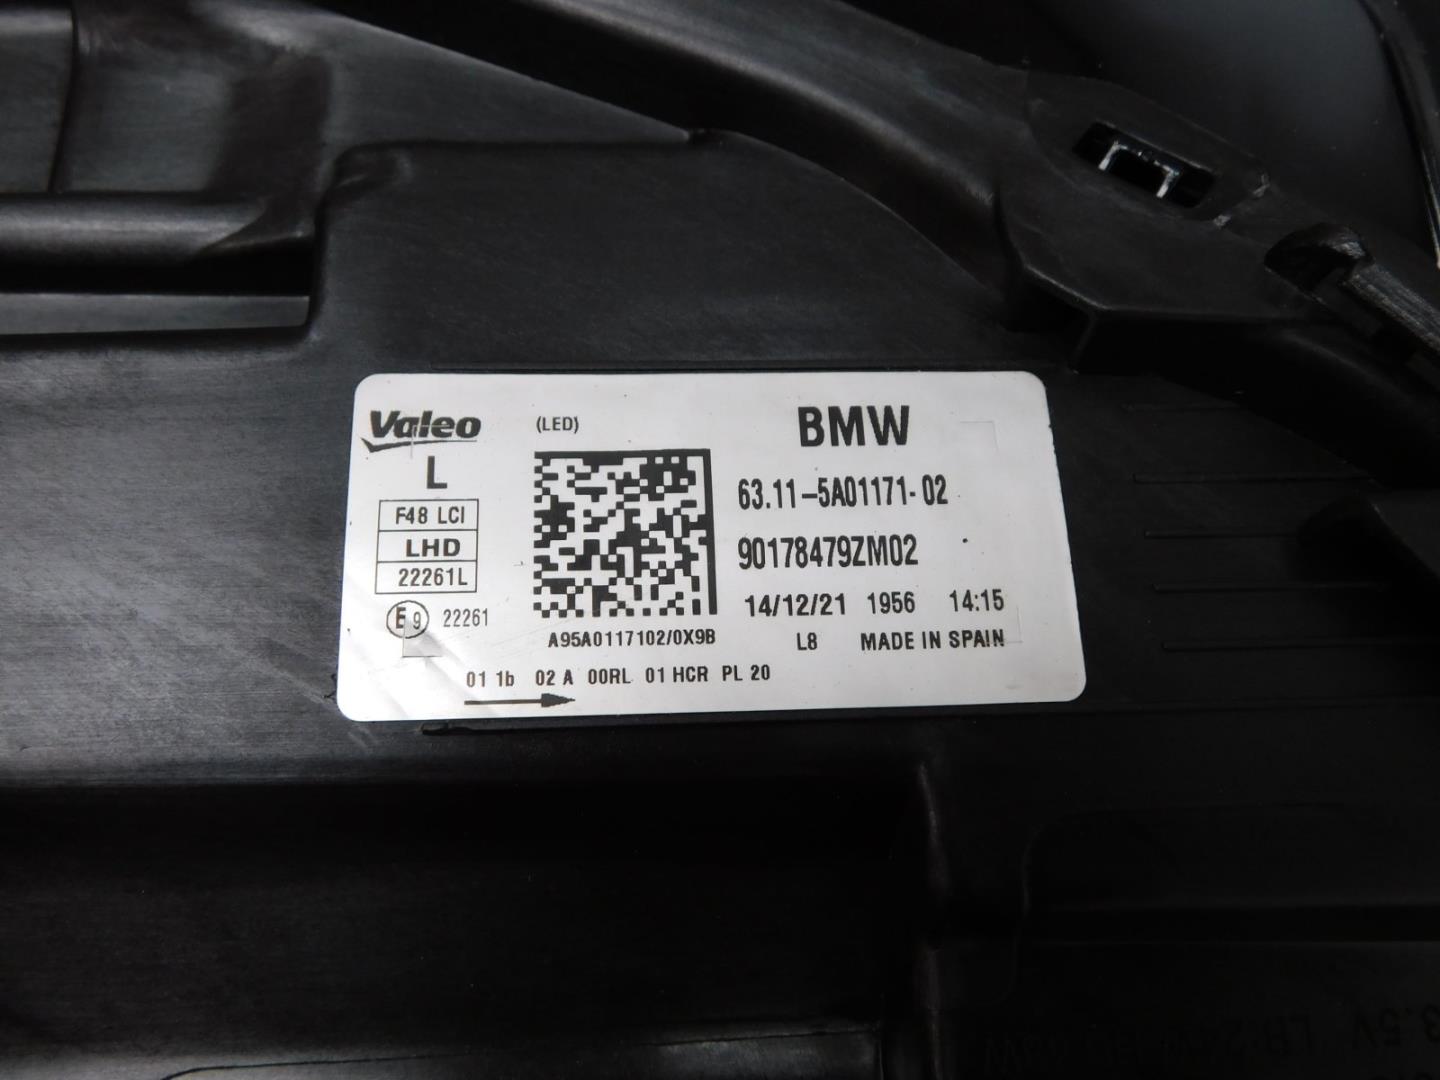 Valeo
(LED)
BMW
L
63.11-5A01171-02
F48 LCI
LHD
22261L
90178479ZM02
14/12/21 1956 14:15
E9 22261
A95A0117102/0X9B
L8 MADE IN SPAIN
01 1b 02 A 00RL 01 HCR PL 20